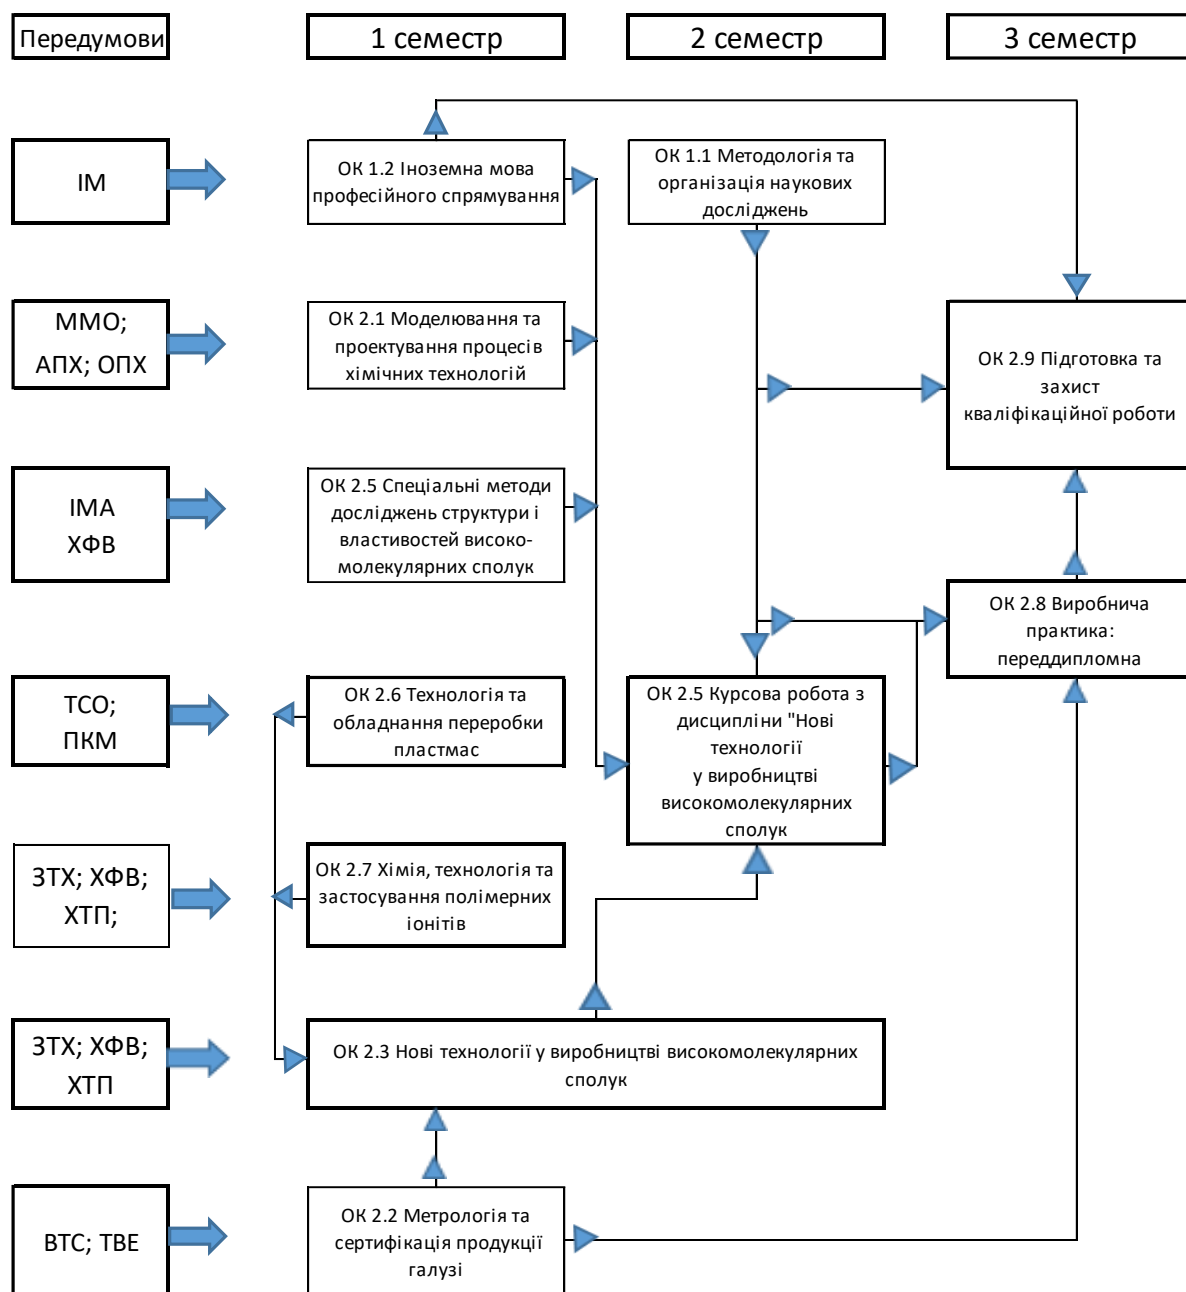 Передумови
1 семестр
2 семестр
3 семестр
ІМ
ОК 1.2 Іноземна мова
професійного спрямування
ОК 1.1 Методологія та
організація наукових
досліджень
ММО;
АПХ; ОПХ
ОК 2.1 Моделювання та
проектування процесів
хімічних технологій
ОК 2.9 Підготовка та
захист
кваліфікаційної роботи
ІМА
ХФВ
ОК 2.5 Спеціальні методи
досліджень структури і
властивостей високо-
молекулярних сполук
ОК 2.8 Виробнича
практика:
переддипломна
ТСО;
ПКМ
ОК 2.6 Технологія та
обладнання переробки
пластмас
ОК 2.5 Курсова робота з
дисципліни "Нові
технології
у виробництві
високомолекулярних
сполук
ЗТХ; ХФВ;
ХТП;
ОК 2.7 Хімія, технологія та
застосування полімерних
іонітів
ЗТХ; ХФВ;
ХТП
ОК 2.3 Нові технології у виробництві високомолекулярних
сполук
ВТС; ТВЕ
ОК 2.2 Метрологія та
сертифікація продукції
галузі